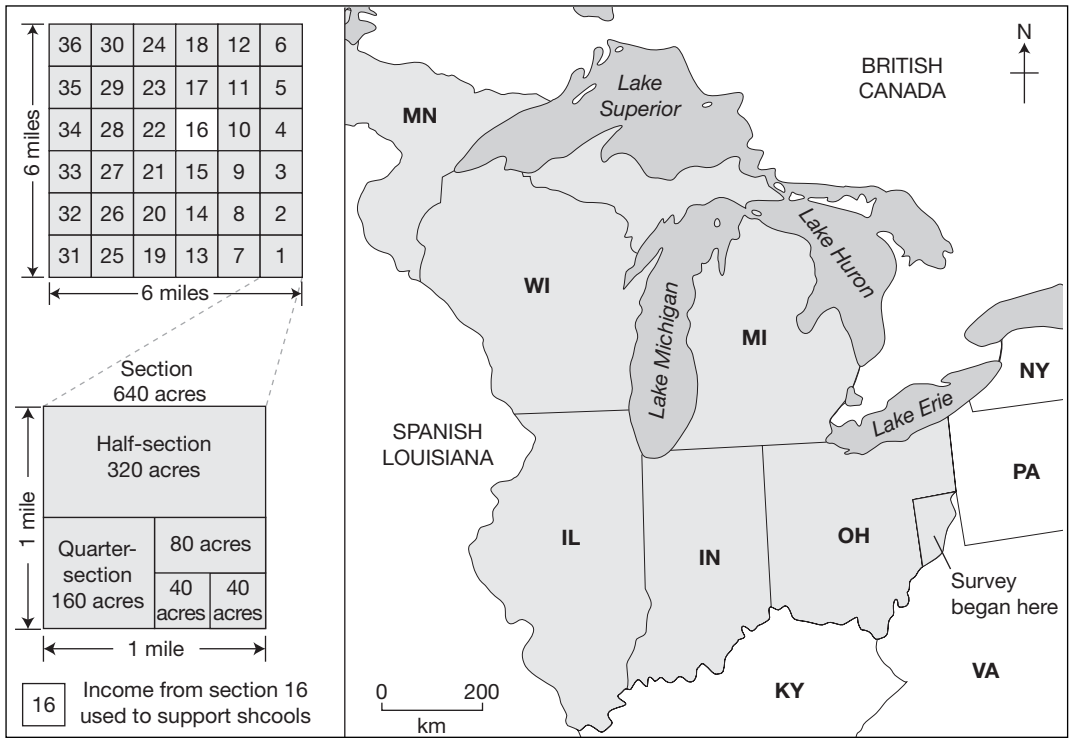 36 30 24 18 12 6
35 29 23 17 11 5
34 28 22 16 10 4
33 27 21 15 9 3
32 26 20 14 8 2
31 25 19 13 7 1
6 miles
6 miles
Section
640 acres
Half-section
320 acres
Quarter-
section
160 acres
80 acres
40
acres
40
acres
1 mile
1 mile
16
Income from section 16
used to support shcools
N
BRITISH
CANADA
Lake
Superior
MN
Lake Huron
WI
Lake Michigan
MI
NY
Lake Erie
SPANISH
LOUISIANA
PA
IL
IN
OH
Survey
began here
VA
KY
0 200
km